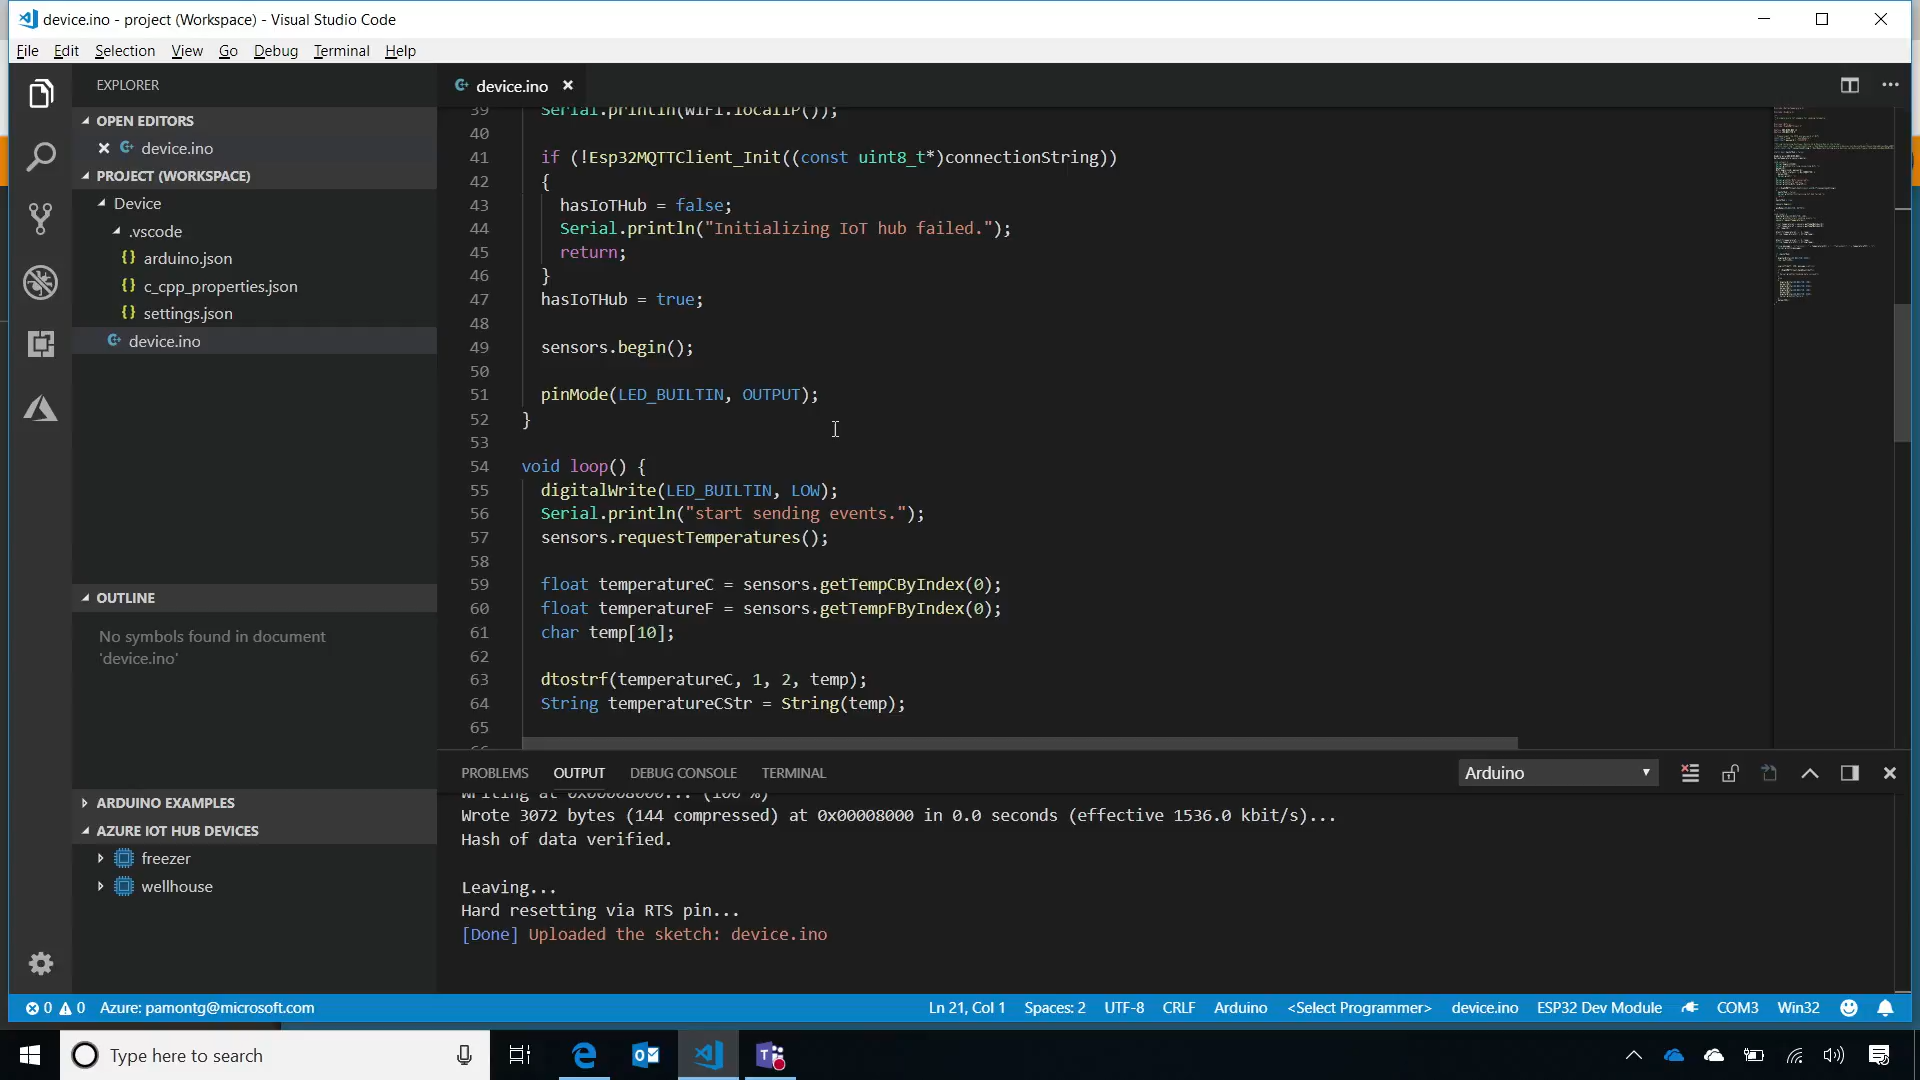 device.ino - project (Workspace) - Visual Studio Code
File Edit Selection View Go Debug Terminal Help
EXPLORER
OPEN EDITORS
device.ino
PROJECT (WORKSPACE)
Device
.vscode
{} arduino.json
{} c_cpp_properties.json
{} settings.json
device.ino
OUTLINE
No symbols found in document
'device.ino'
ARDUINO EXAMPLES
AZURE IOT HUB DEVICES
freezer
wellhouse
device.ino
39 Serial.println(WiFi.localIP());
40
41 if (!Esp32MQTTClient_Init((const uint8_t*)connectionString))
42 {
43 hasIoTHub = false;
44 Serial.println("Initializing IoT hub failed.");
45 return;
46 }
47 hasIoTHub = true;
48
49 sensors.begin();
50
51 pinMode(LED_BUILTIN, OUTPUT);
52 }
53
54 void loop() {
55 digitalWrite(LED_BUILTIN, LOW);
56 Serial.println("start sending events.");
57 sensors.requestTemperatures();
58
59 float temperatureC = sensors.getTempCByIndex(0);
60 float temperatureF = sensors.getTempFByIndex(0);
61 char temp[10];
62
63 dtostrf(temperatureC, 1, 2, temp);
64 String temperatureCStr = String(temp);
65
PROBLEMS OUTPUT DEBUG CONSOLE TERMINAL Arduino
Writing at 0x00008000... (100 %)
Wrote 3072 bytes (144 compressed) at 0x00008000 in 0.0 seconds (effective 1536.0 kbit/s)...
Hash of data verified.
Leaving...
Hard resetting via RTS pin...
[Done] Uploaded the sketch: device.ino
0 0 Azure: pamontg@microsoft.com Ln 21, Col 1 Spaces: 2 UTF-8 CRLF Arduino <Select Programmer> device.ino ESP32 Dev Module COM3 Win32
Type here to search